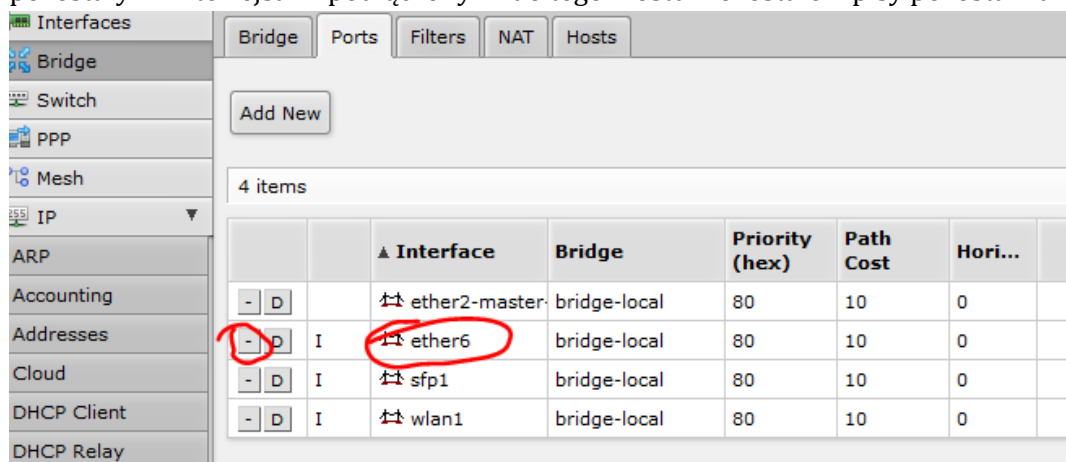 Interfaces
Bridge
Switch
PPP
Mesh
IP ▼
ARP
Accounting
Addresses
Cloud
DHCP Client
DHCP Relay
Bridge Ports Filters NAT Hosts
Add New
4 items
▲ Interface Bridge Priority (hex) Path Cost Hori...
- D ether2-master- bridge-local 80 10 0
- D I ether6 bridge-local 80 10 0
- D I sfp1 bridge-local 80 10 0
- D I wlan1 bridge-local 80 10 0